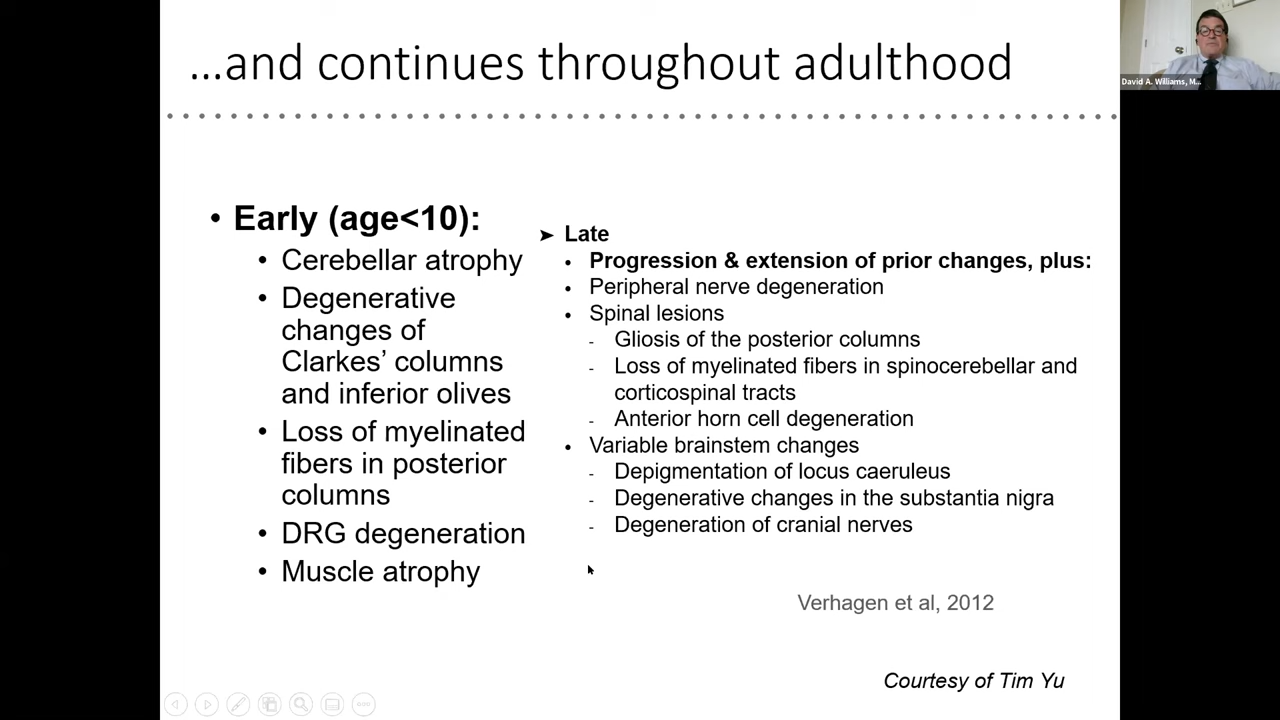 ...and continues throughout adulthood
David A. Williams, M...
• Early (age<10):
• Cerebellar atrophy
• Degenerative
changes of
Clarkes’ columns
and inferior olives
• Loss of myelinated
fibers in posterior
columns
• DRG degeneration
• Muscle atrophy
➤ Late
• Progression & extension of prior changes, plus:
• Peripheral nerve degeneration
• Spinal lesions
- Gliosis of the posterior columns
- Loss of myelinated fibers in spinocerebellar and
corticospinal tracts
- Anterior horn cell degeneration
• Variable brainstem changes
- Depigmentation of locus caeruleus
- Degenerative changes in the substantia nigra
- Degeneration of cranial nerves
Verhagen et al, 2012
Courtesy of Tim Yu